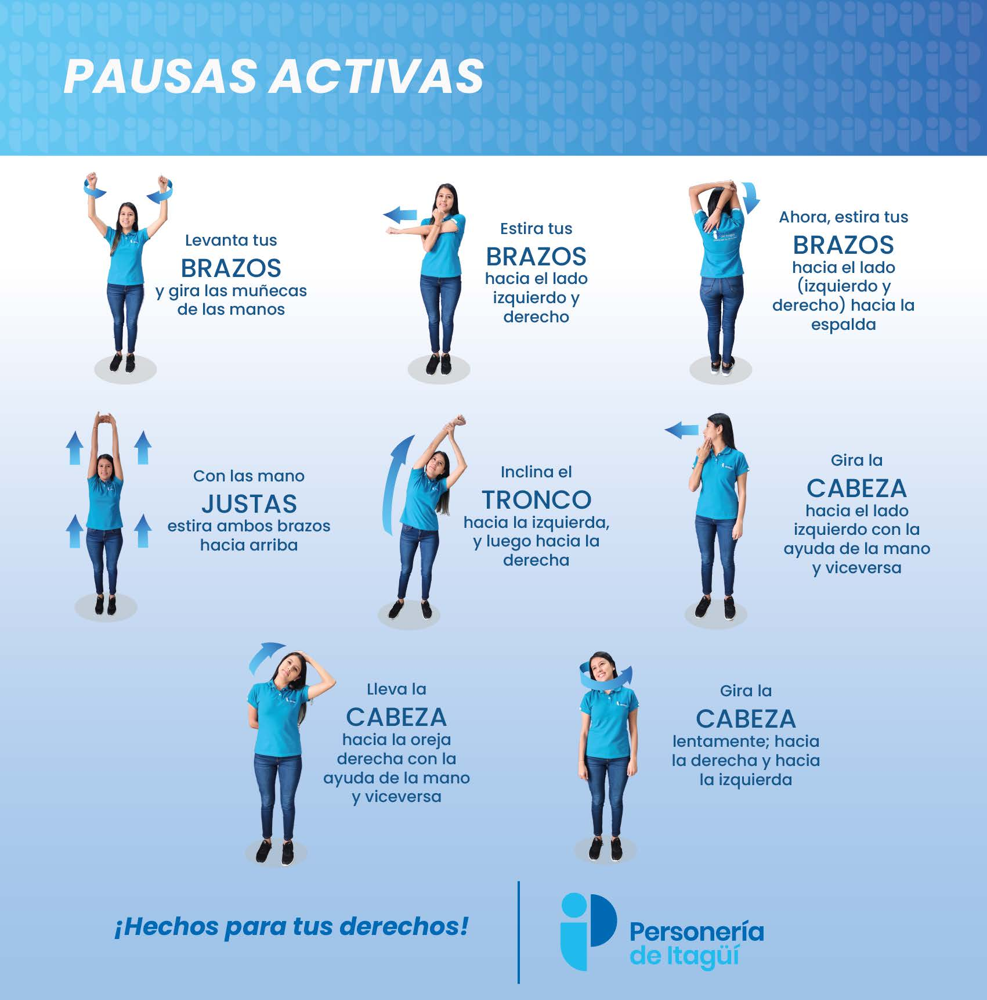 PAUSAS ACTIVAS
Levanta tus
BRAZOS
y gira las muñecas
de las manos
Estira tus
BRAZOS
hacia el lado
izquierdo y
derecho
Ahora, estira tus
BRAZOS
hacia el lado
(izquierdo y
derecho) hacia la
espalda
Con las mano
JUSTAS
estira ambos brazos
hacia arriba
Inclina el
TRONCO
hacia la izquierda,
y luego hacia la
derecha
Gira la
CABEZA
hacia el lado
izquierdo con la
ayuda de la mano
y viceversa
Lleva la
CABEZA
hacia la oreja
derecha con la
ayuda de la mano
y viceversa
Gira la
CABEZA
lentamente; hacia
la derecha y hacia
la izquierda
¡Hechos para tus derechos!
Personería
de Itagüí